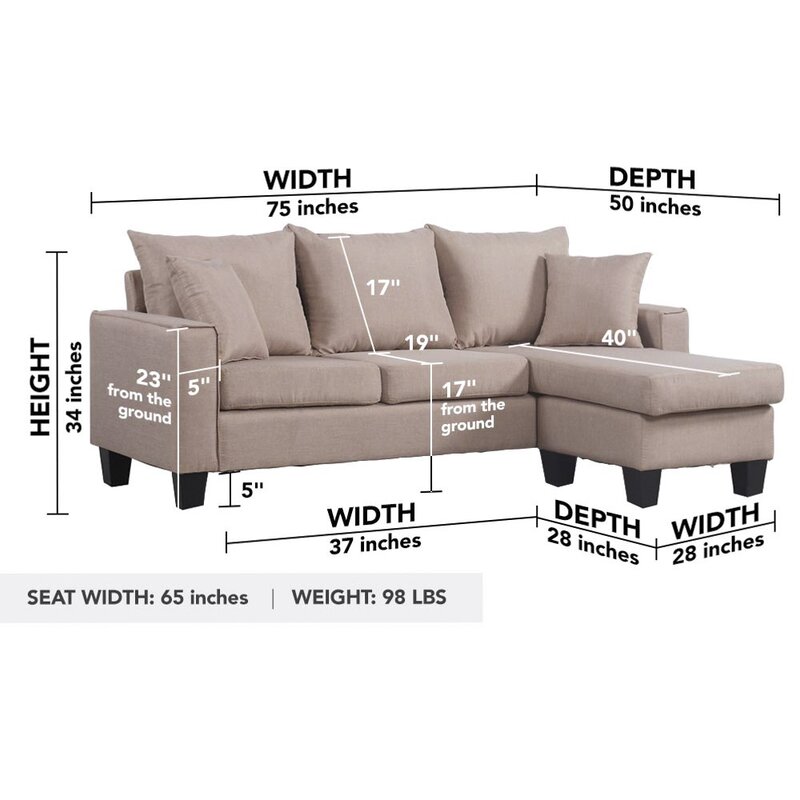 WIDTH
75 inches
DEPTH
50 inches
HEIGHT
34 inches
17"
19"
40"
23"
from the
ground
5"
17"
from the
ground
5"
WIDTH
37 inches
DEPTH
28 inches
WIDTH
28 inches
SEAT WIDTH: 65 inches | WEIGHT: 98 LBS